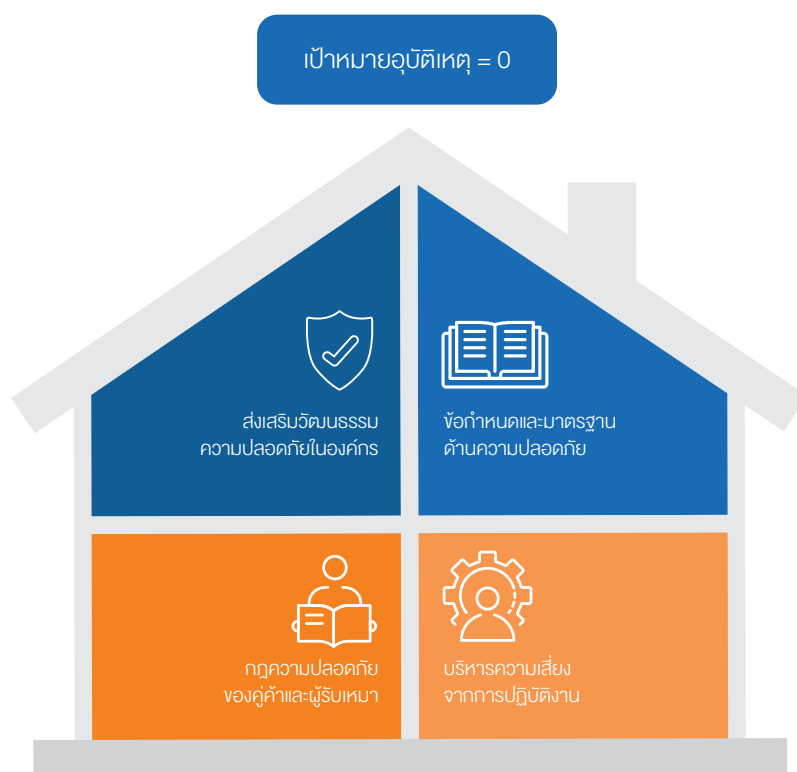 เป้าหมายอุบัติเหตุ = 0
ส่งเสริมวัฒนธรรม
ความปลอดภัยในองค์กร
ข้อกำหนดและมาตรฐาน
ด้านความปลอดภัย
กฎความปลอดภัย
ของคู่ค้าและผู้รับเหมา
บริหารความเสี่ยง
จากการปฏิบัติงาน